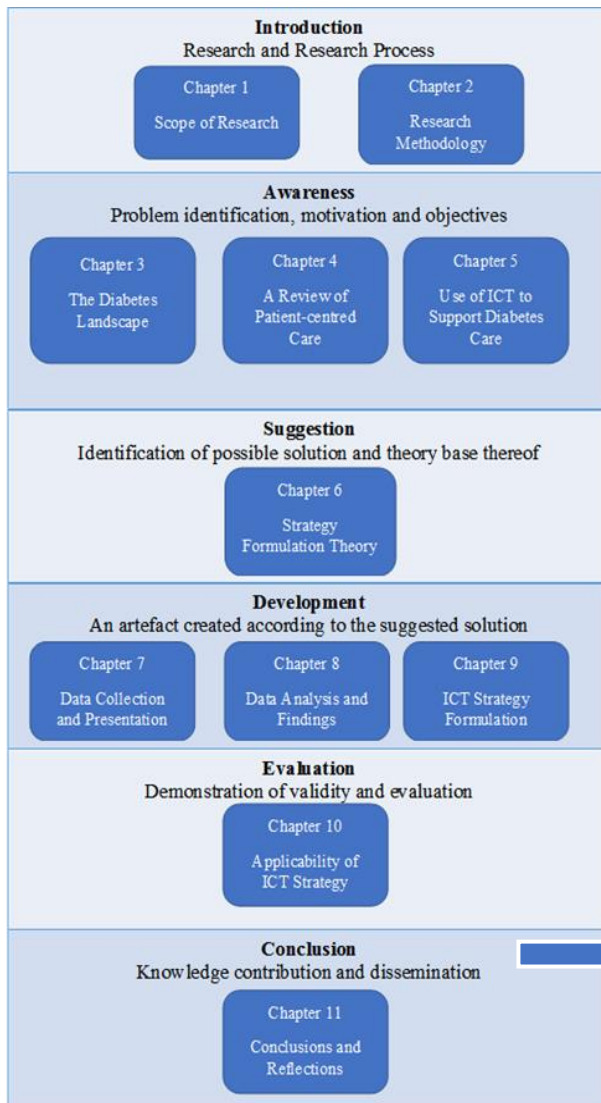 Introduction
Research and Research Process
Chapter 1
Scope of Research
Chapter 2
Research
Methodology
Awareness
Problem identification, motivation and objectives
Chapter 3
The Diabetes
Landscape
Chapter 4
A Review of
Patient-centred
Care
Chapter 5
Use of ICT to
Support Diabetes
Care
Suggestion
Identification of possible solution and theory base thereof
Chapter 6
Strategy
Formulation Theory
Development
An artefact created according to the suggested solution
Chapter 7
Data Collection
and Presentation
Chapter 8
Data Analysis and
Findings
Chapter 9
ICT Strategy
Formulation
Evaluation
Demonstration of validity and evaluation
Chapter 10
Applicability of
ICT Strategy
Conclusion
Knowledge contribution and dissemination
Chapter 11
Conclusions and
Reflections